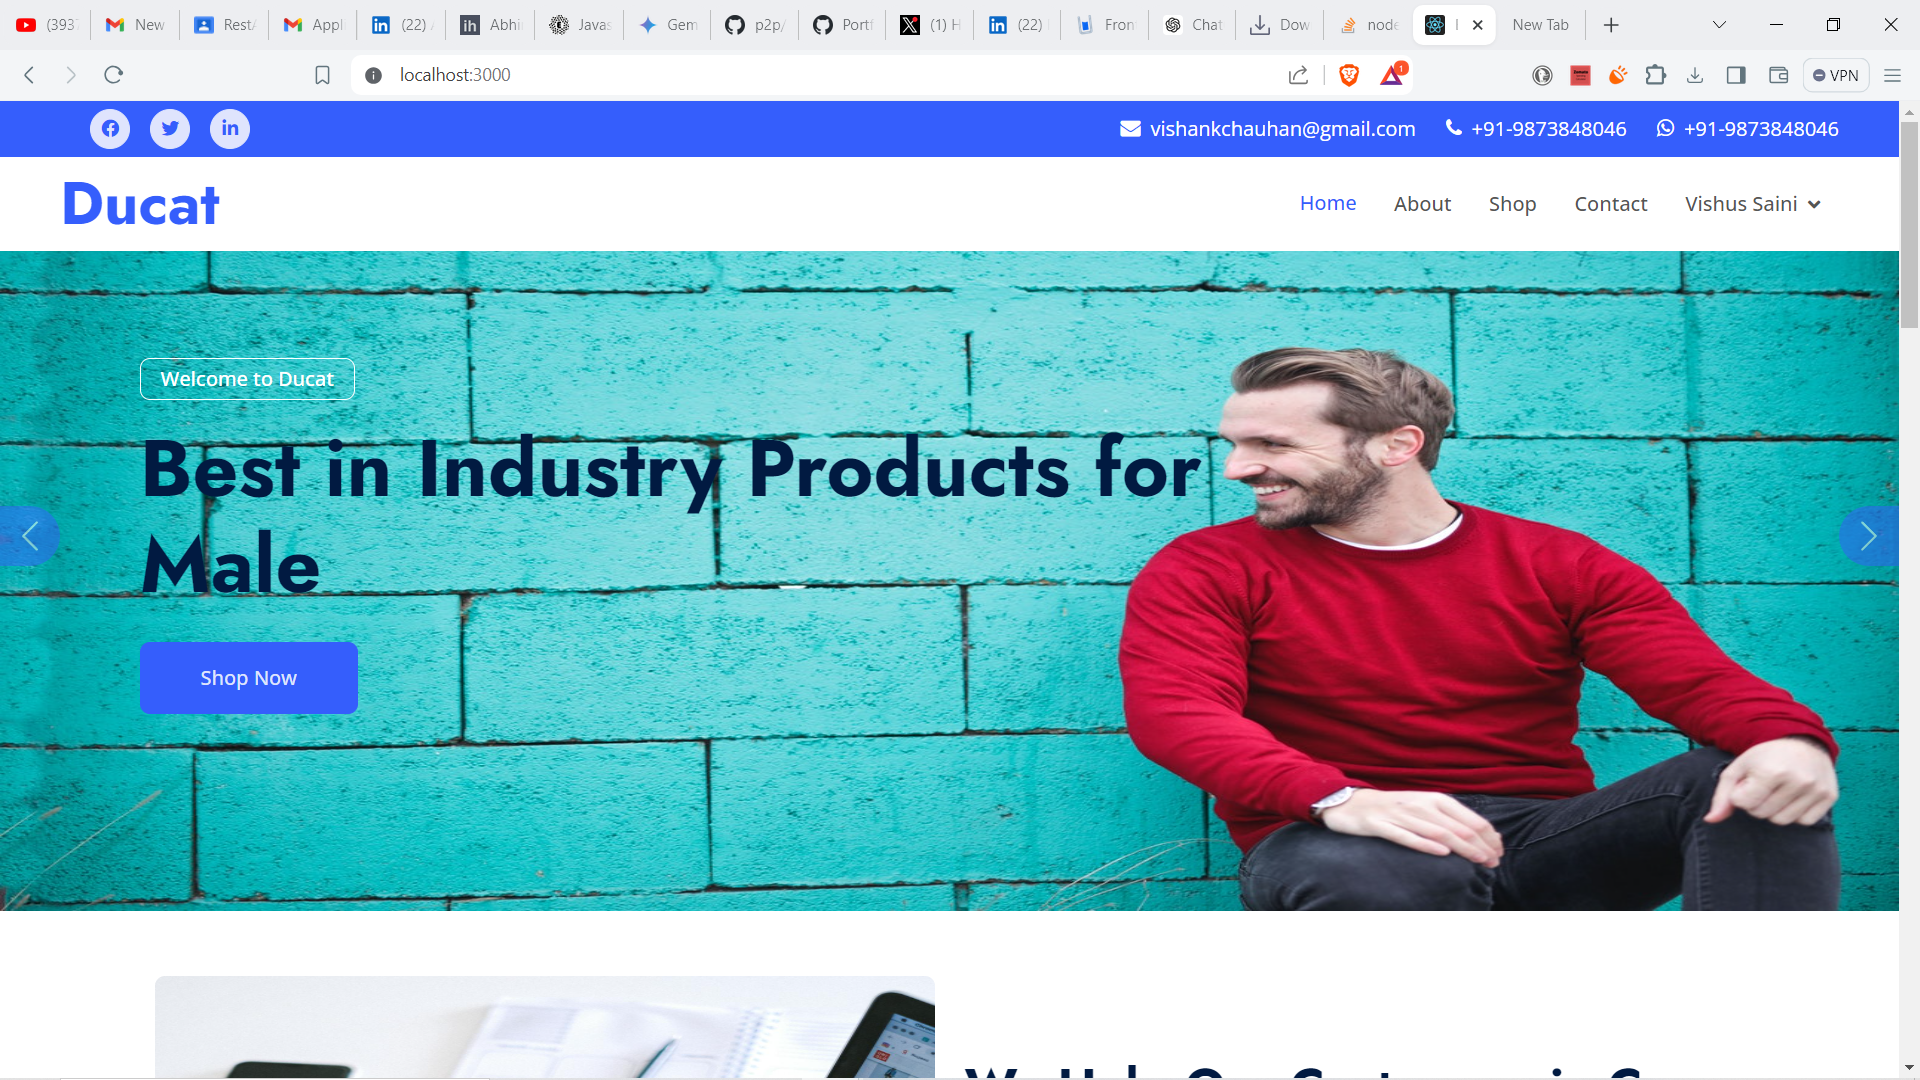 (393
New
Rest
Appl
(22)
Abhi
Javas
Gem
p2p/
Portf
(1) H
(22)
Fron
Chat
Dow
node
New Tab
localhost:3000
1
VPN
vishankchauhan@gmail.com
+91-9873848046
+91-9873848046
Ducat
Home
About
Shop
Contact
Vishus Saini
Welcome to Ducat
Best in Industry Products for
Male
Shop Now